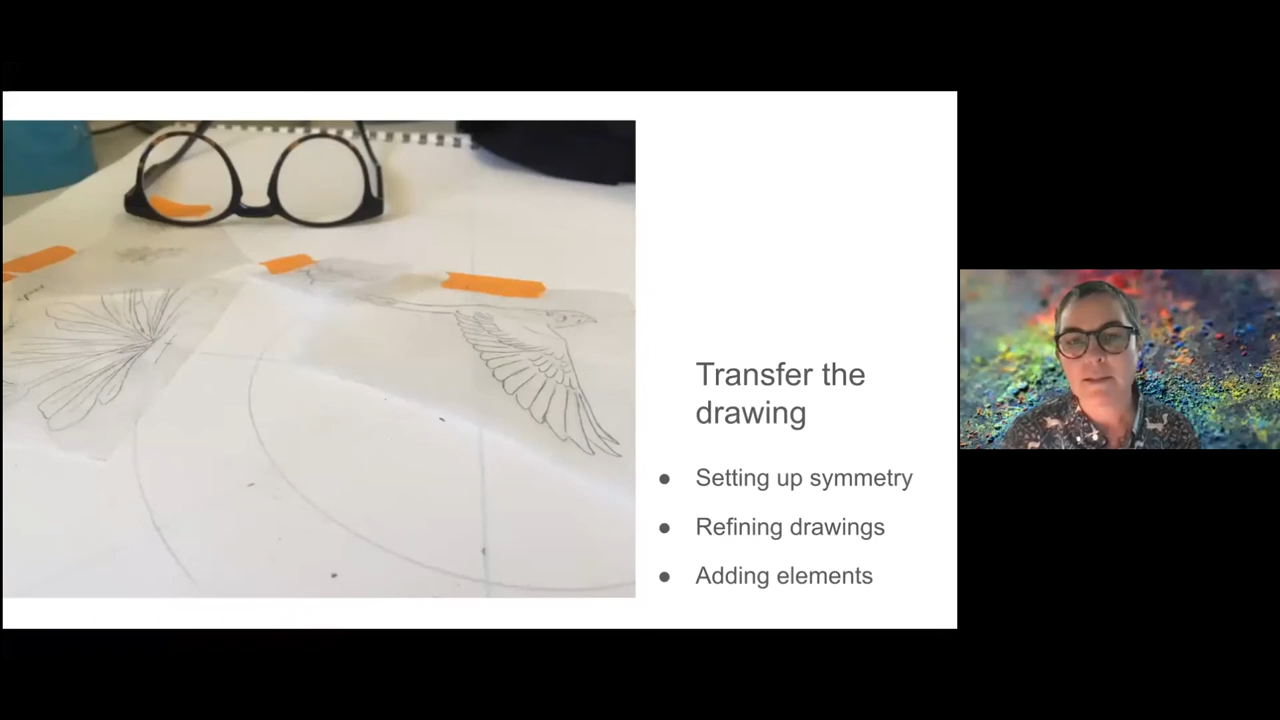 Transfer the
drawing
● Setting up symmetry
● Refining drawings
● Adding elements